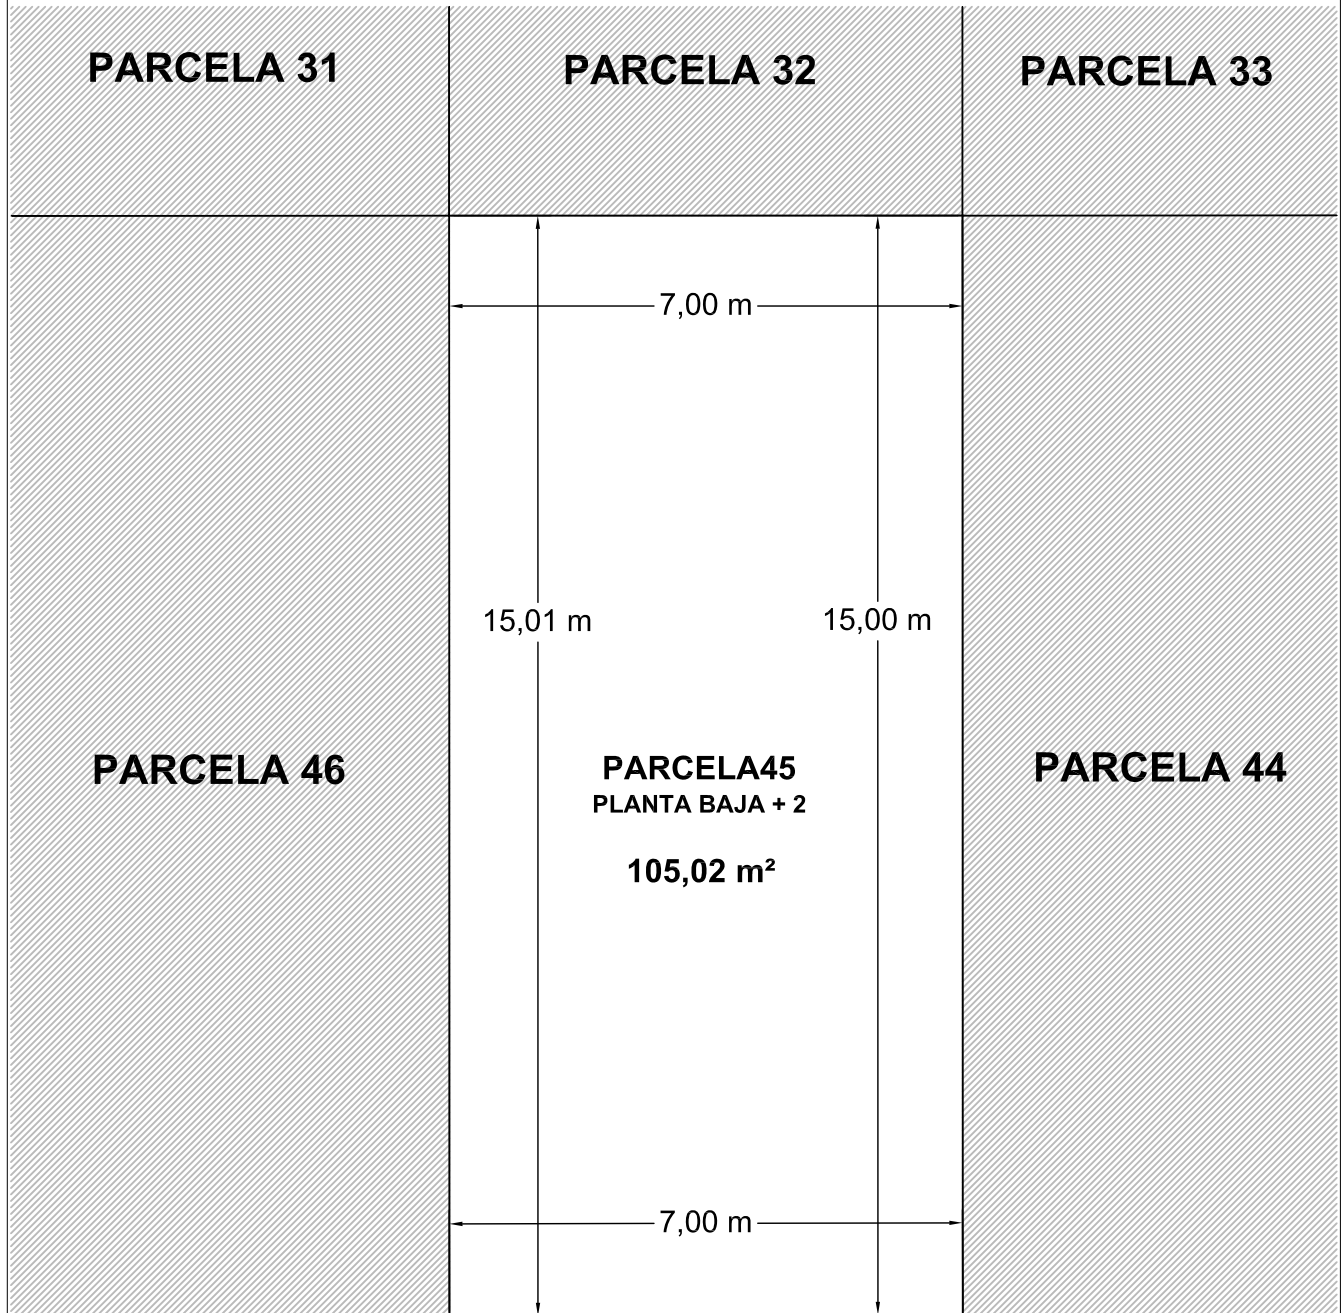 PARCELA 31
PARCELA 32
PARCELA 33
7,00 m
15,01 m
15,00 m
PARCELA 46
PARCELA45
PLANTA BAJA + 2
105,02 m²
PARCELA 44
7,00 m